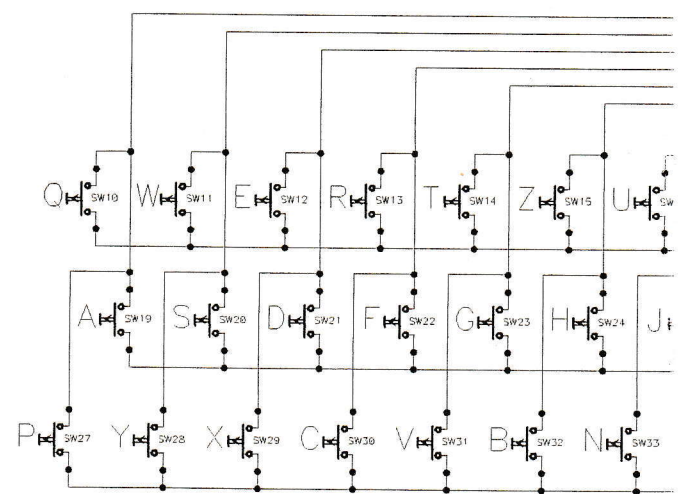 Q SW10 W SW11 E SW12 R SW13 T SW14 Z SW15 U SW
A SW19 S SW20 D SW21 F SW22 G SW23 H SW24 J
P SW27 Y SW28 X SW29 C SW30 V SW31 B SW32 N SW33